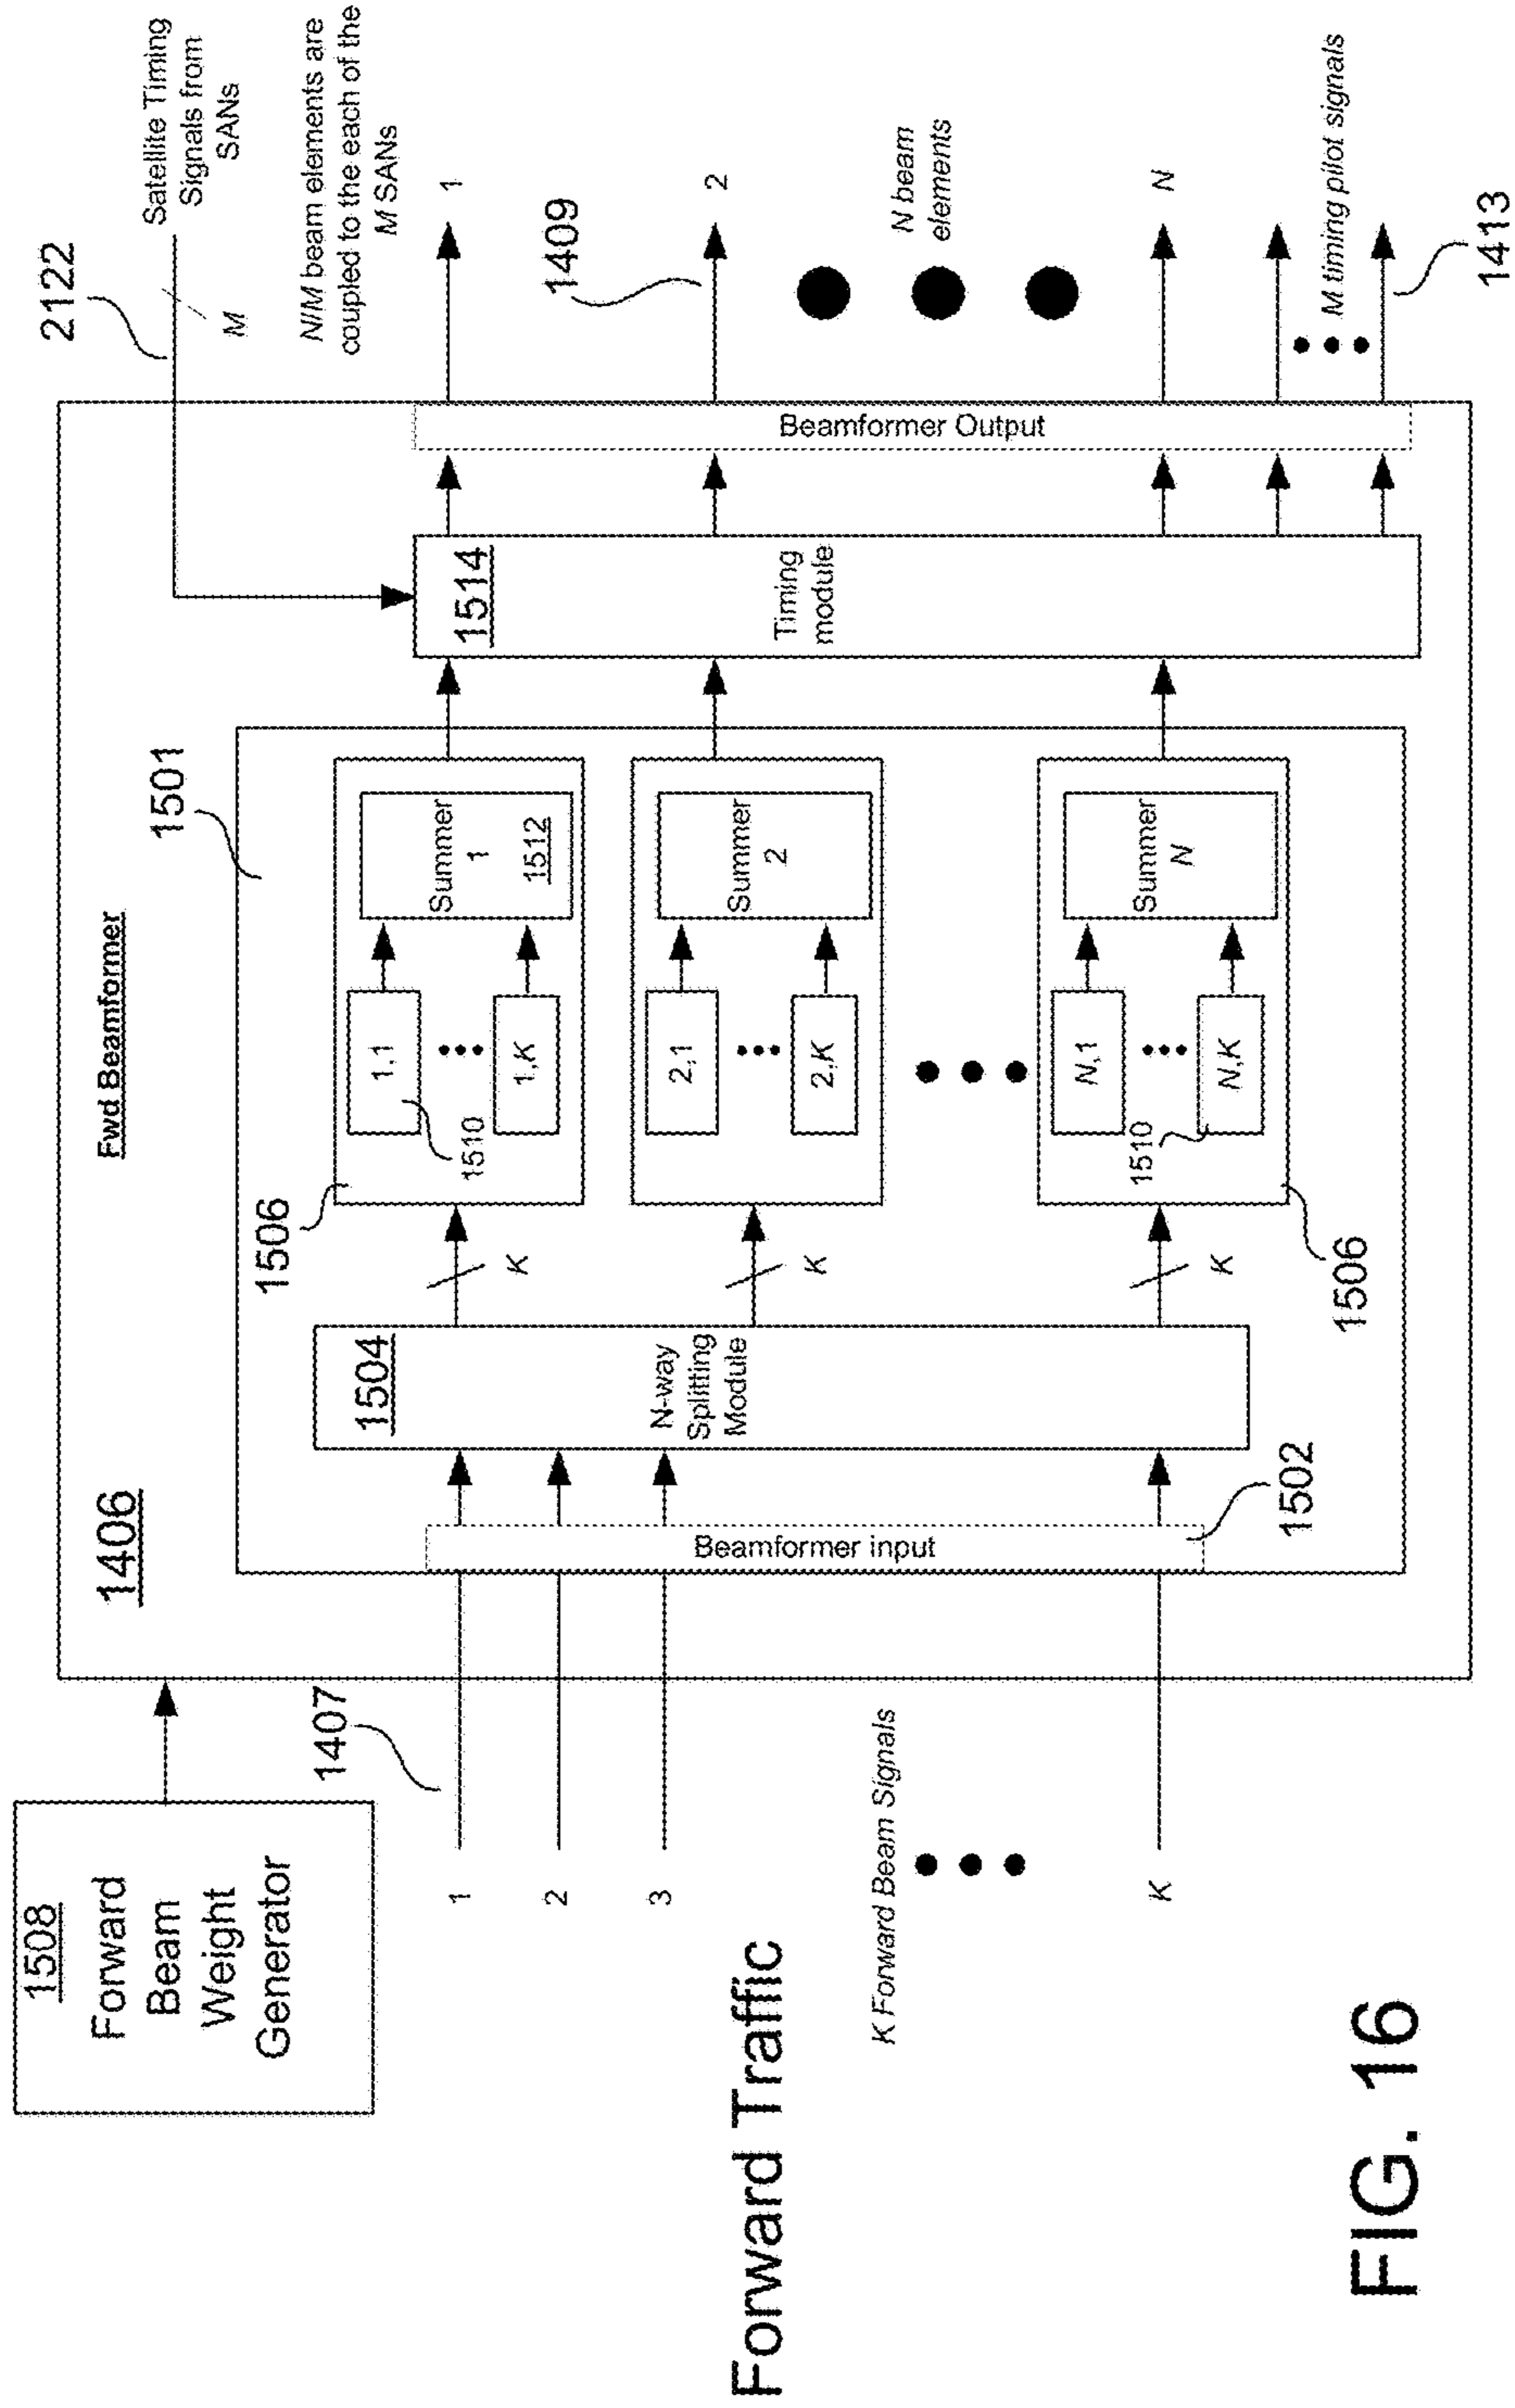 1508
Forward
Beam
Weight
Generator
1406
Fwd Beamformer
1501
2122
Satellite Timing
Signals from
SANs
M
N/M beam elements are
coupled to the each of the
M SANs
1407
1
2
3
K Forward Beam Signals
K
Beamformer input
1502
1504
N-way
Splitting
Module
K
K
K
1506
1,1
1510
1,K
Summer
1
1512
2,1
2,K
Summer
2
N,1
1510
N,K
Summer
N
1506
1514
Timing
module
Beamformer Output
1
1409
2
N beam
elements
N
M timing pilot signals
1413
Forward Traffic
FIG. 16